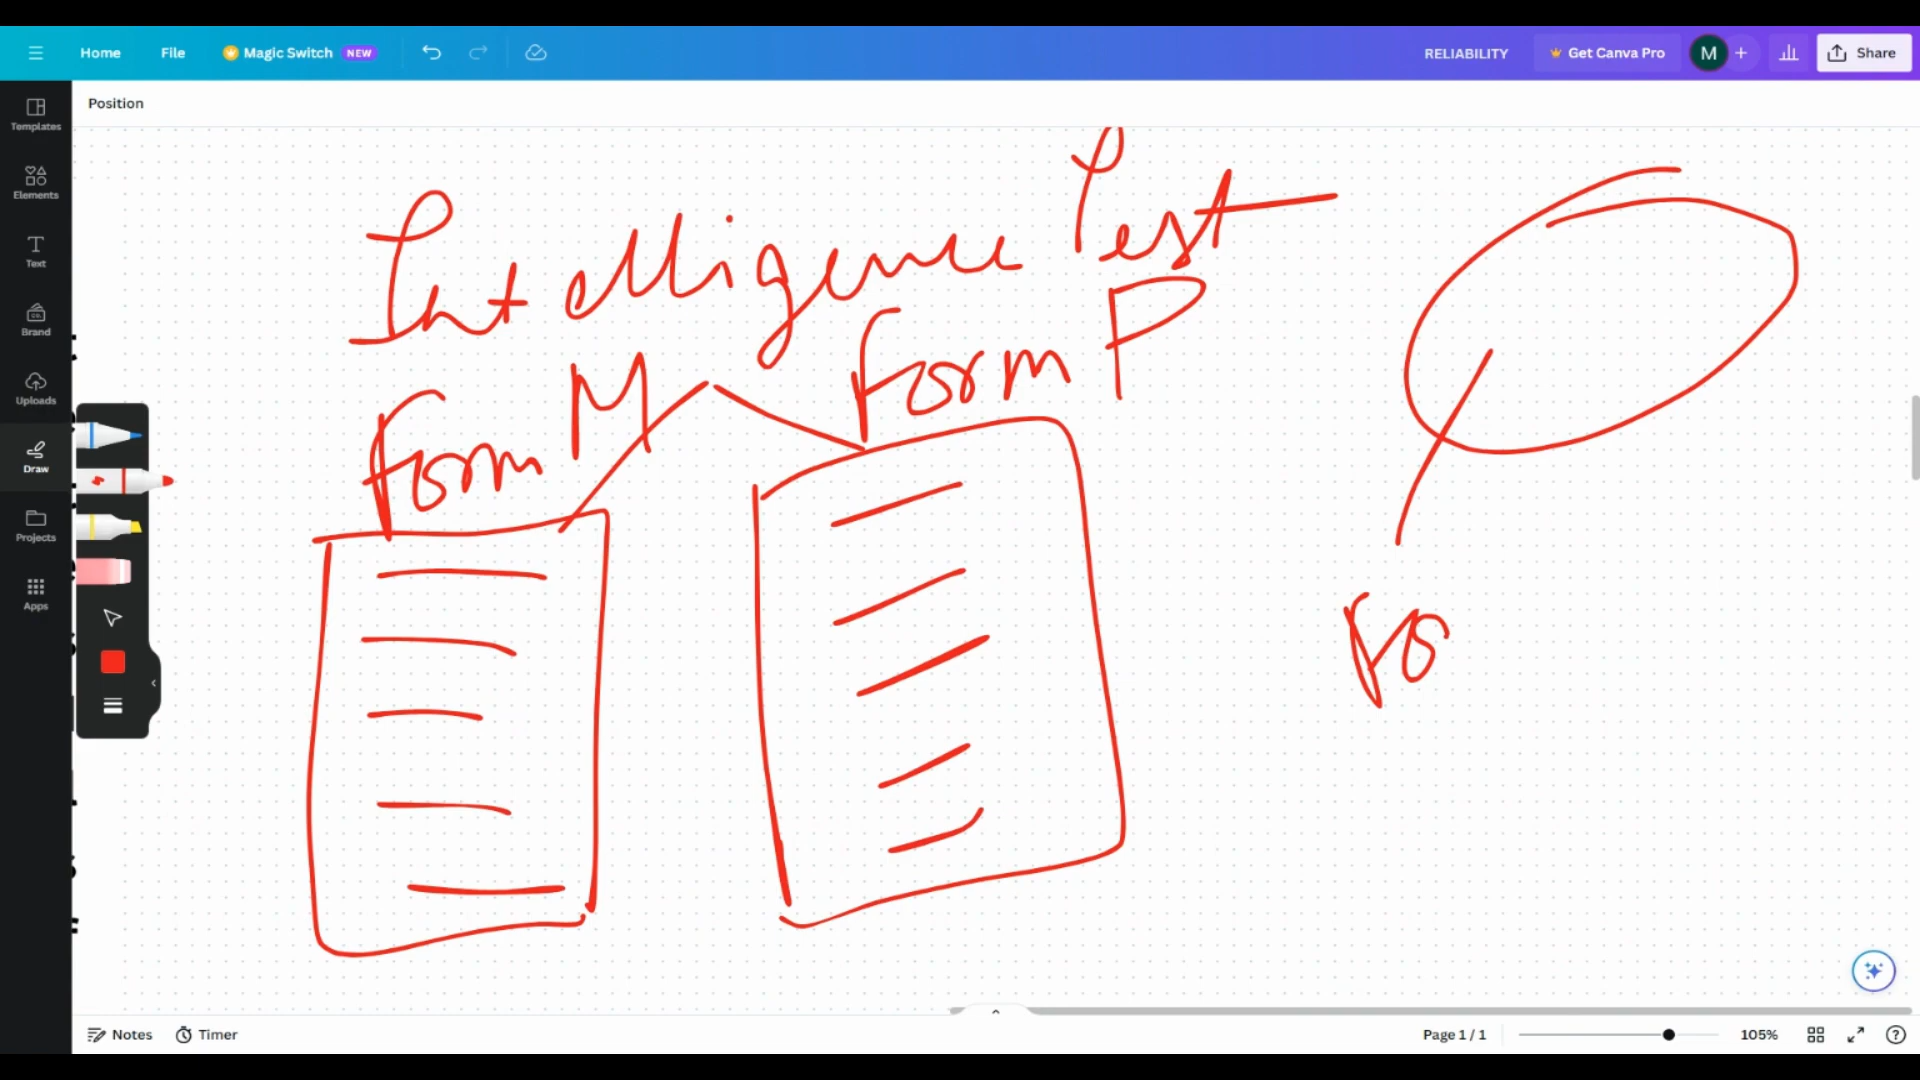 Home File Magic Switch NEW RELIABILITY Get Canva Pro M + Share
Position
Templates
Elements
Text
Brand
Uploads
Draw
Projects
Apps
Intelligence Test
Form M
Form P
Fo
Notes Timer Page 1 / 1 105%